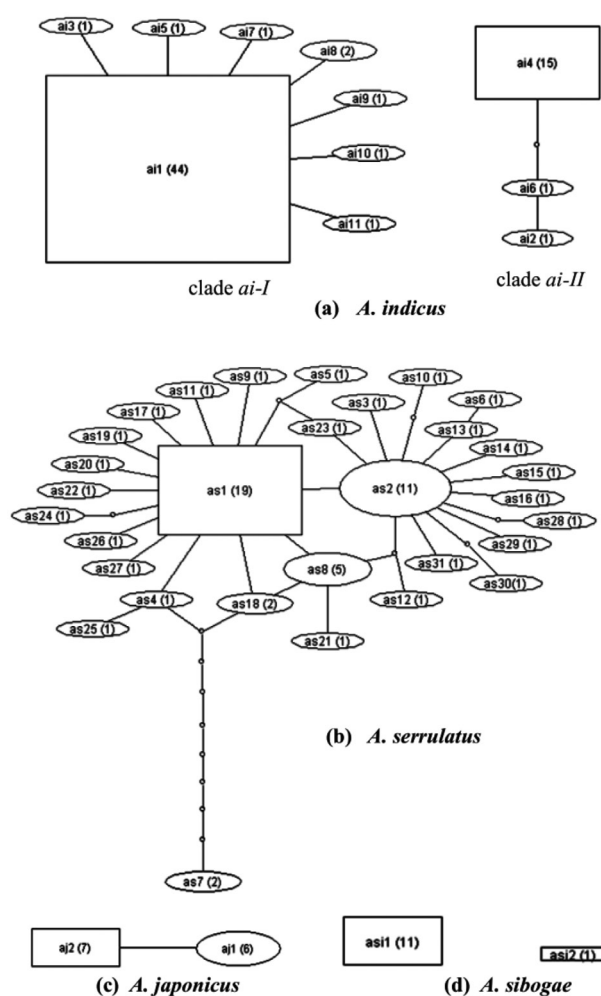 ai3 (1) ai5 (1) ai7 (1)
ai8 (2)
ai9 (1)
ai1 (44)
ai10 (1)
ai11 (1)
ai4 (15)
ai6 (1)
ai2 (1)
clade ai-I
clade ai-II
(a) A. indicus
as9 (1) as5 (1) as10 (1)
as11 (1) as3 (1) as6 (1)
as17 (1) as23 (1) as13 (1)
as19 (1) as14 (1)
as20 (1) as15 (1)
as22 (1) as1 (19) as2 (11) as16 (1)
as24 (1) as28 (1)
as26 (1) as29 (1)
as27 (1) as8 (5) as31 (1) as30(1)
as4 (1) as18 (2) as12 (1)
as25 (1) as21 (1)
(b) A. serrulatus
as7 (2)
aj2 (7) aj1 (6)
asi1 (11) asi2 (1)
(c) A. japonicus
(d) A. sibogae